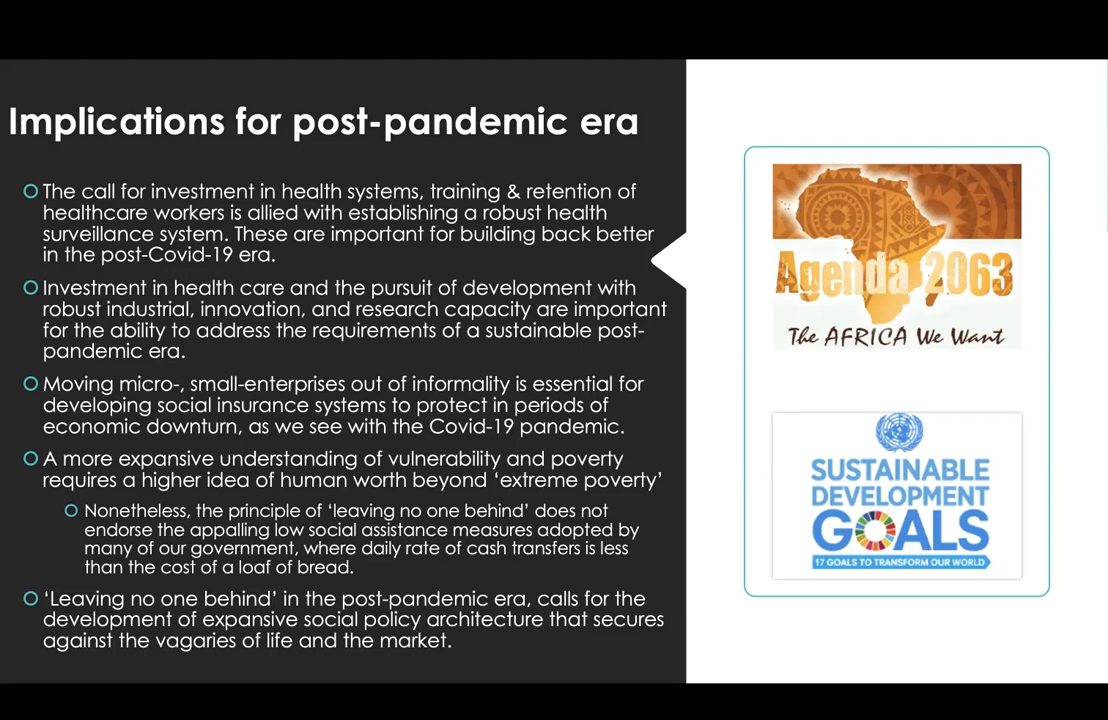 Implications for post-pandemic era
The call for investment in health systems, training & retention of
healthcare workers is allied with establishing a robust health
surveillance system. These are important for building back better
in the post-Covid-19 era.
Investment in health care and the pursuit of development with
robust industrial, innovation, and research capacity are important
for the ability to address the requirements of a sustainable post-
pandemic era.
Moving micro-, small-enterprises out of informality is essential for
developing social insurance systems to protect in periods of
economic downturn, as we see with the Covid-19 pandemic.
A more expansive understanding of vulnerability and poverty
requires a higher idea of human worth beyond ‘extreme poverty’
Nonetheless, the principle of ‘leaving no one behind’ does not
endorse the appalling low social assistance measures adopted by
many of our government, where daily rate of cash transfers is less
than the cost of a loaf of bread.
‘Leaving no one behind’ in the post-pandemic era, calls for the
development of expansive social policy architecture that secures
against the vagaries of life and the market.
Agenda 2063
The AFRICA We Want
SUSTAINABLE
DEVELOPMENT
GOALS
17 GOALS TO TRANSFORM OUR WORLD